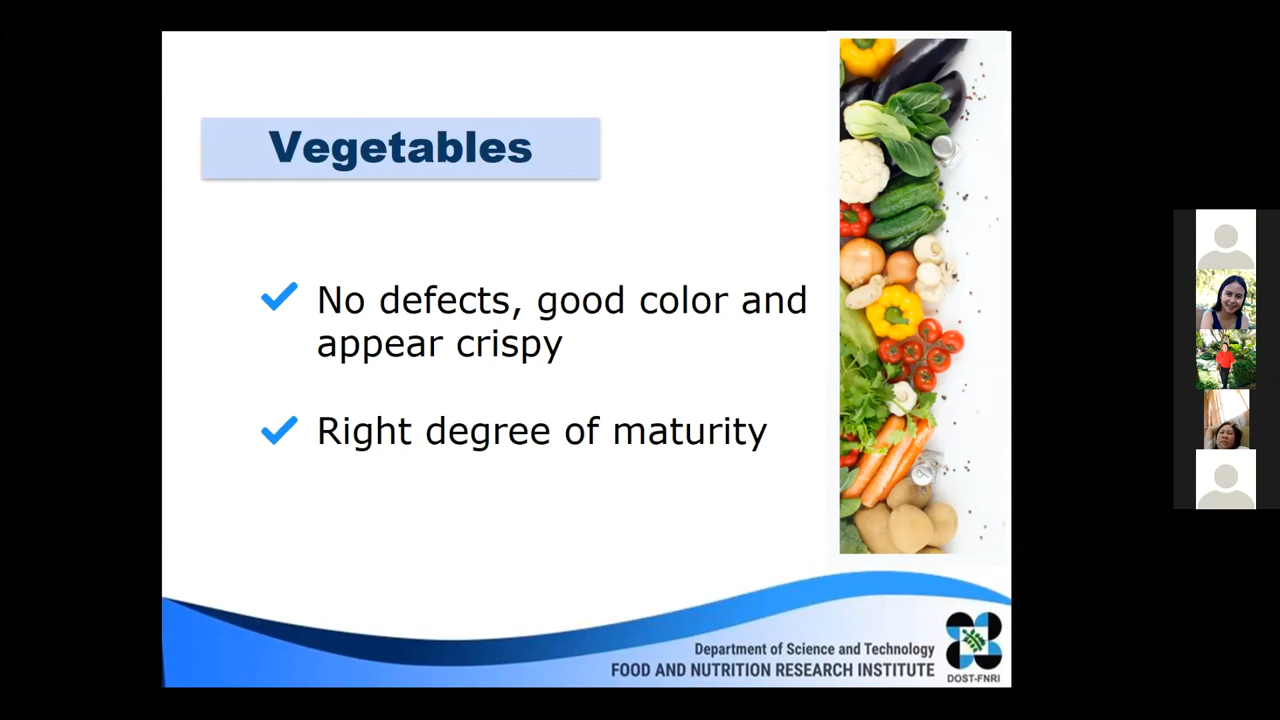 Vegetables
No defects, good color and
appear crispy
Right degree of maturity
Department of Science and Technology
FOOD AND NUTRITION RESEARCH INSTITUTE
DOST-FNRI